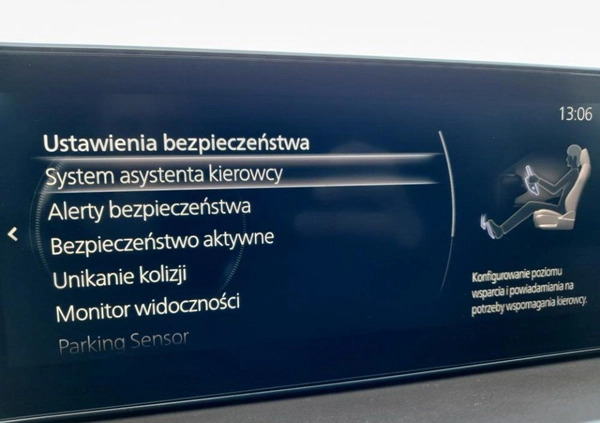 13:06
Ustawienia bezpieczeństwa
System asystenta kierowcy
Alerty bezpieczeństwa
Bezpieczeństwo aktywne
Unikanie kolizji
Monitor widoczności
Parking Sensor
Konfigurowanie poziomu
wsparcia i powiadamiania na
potrzeby wspomagania kierowcy.